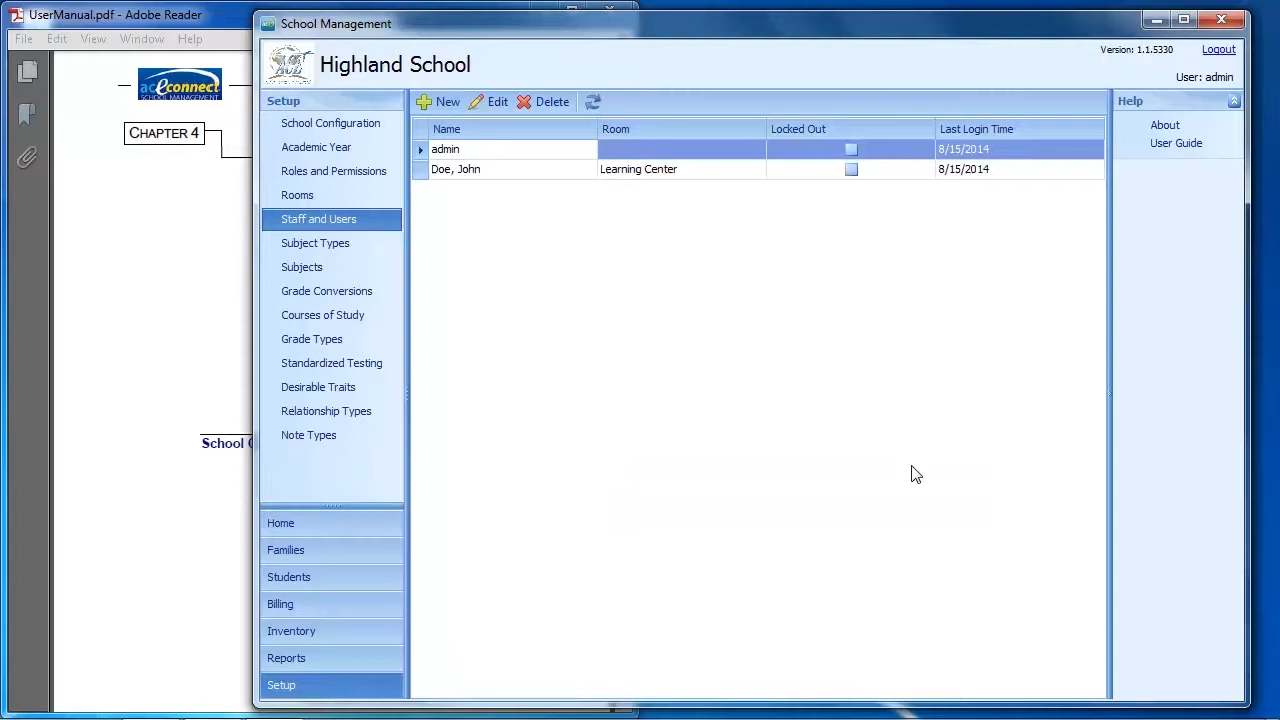 UserManual.pdf - Adobe Reader
File Edit View Window Help
aceconnect
SCHOOL MANAGEMENT
CHAPTER 4
School
School Management
Highland School
Version: 1.1.5330
Logout
User: admin
Setup
School Configuration
Academic Year
Roles and Permissions
Rooms
Staff and Users
Subject Types
Subjects
Grade Conversions
Courses of Study
Grade Types
Standardized Testing
Desirable Traits
Relationship Types
Note Types
Home
Families
Students
Billing
Inventory
Reports
Setup
New Edit Delete
Name Room Locked Out Last Login Time
admin 8/15/2014
Doe, John Learning Center 8/15/2014
Help
About
User Guide